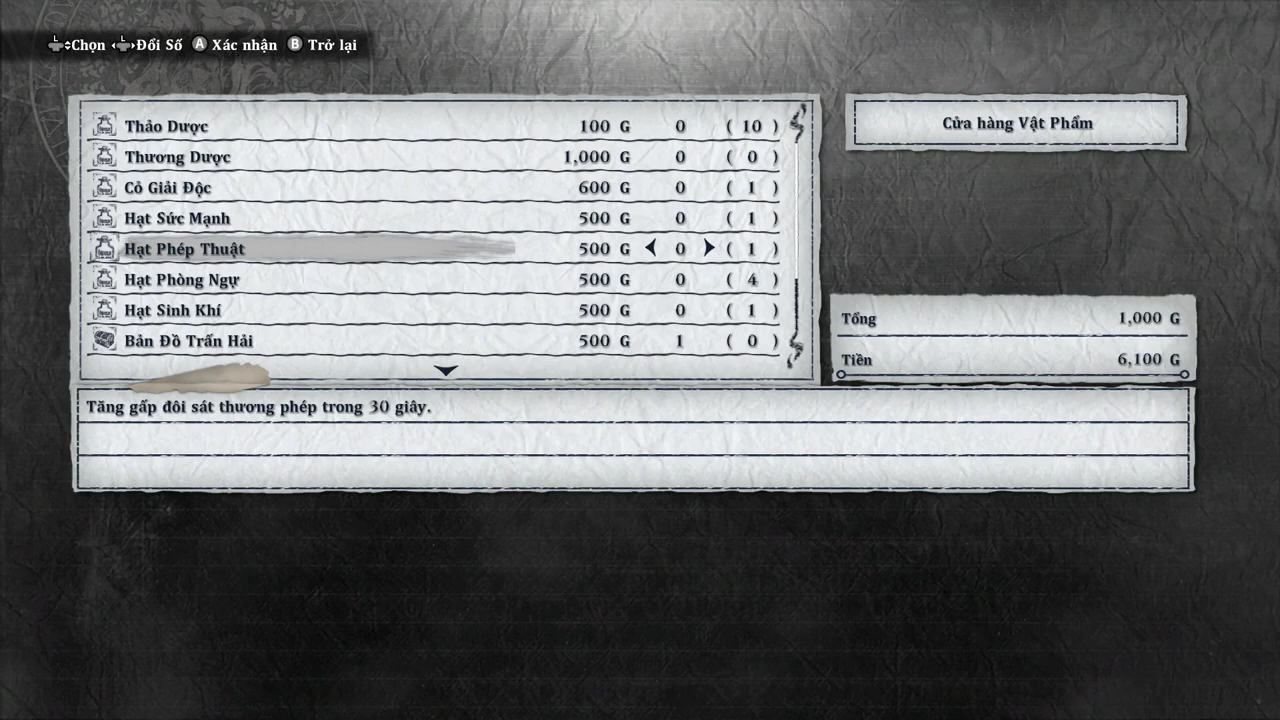 Chọn Đổi Số A Xác nhận B Trở lại
Cửa hàng Vật Phẩm
Thảo Dược 100 G 0 ( 10 )
Thương Dược 1,000 G 0 ( 0 )
Cỏ Giải Độc 600 G 0 ( 1 )
Hạt Sức Mạnh 500 G 0 ( 1 )
Hạt Phép Thuật 500 G 0 ( 1 )
Hạt Phòng Ngự 500 G 0 ( 4 )
Hạt Sinh Khí 500 G 0 ( 1 )
Bản Đồ Trấn Hải 500 G 1 ( 0 )
Tổng 1,000 G
Tiền 6,100 G
Tăng gấp đôi sát thương phép trong 30 giây.